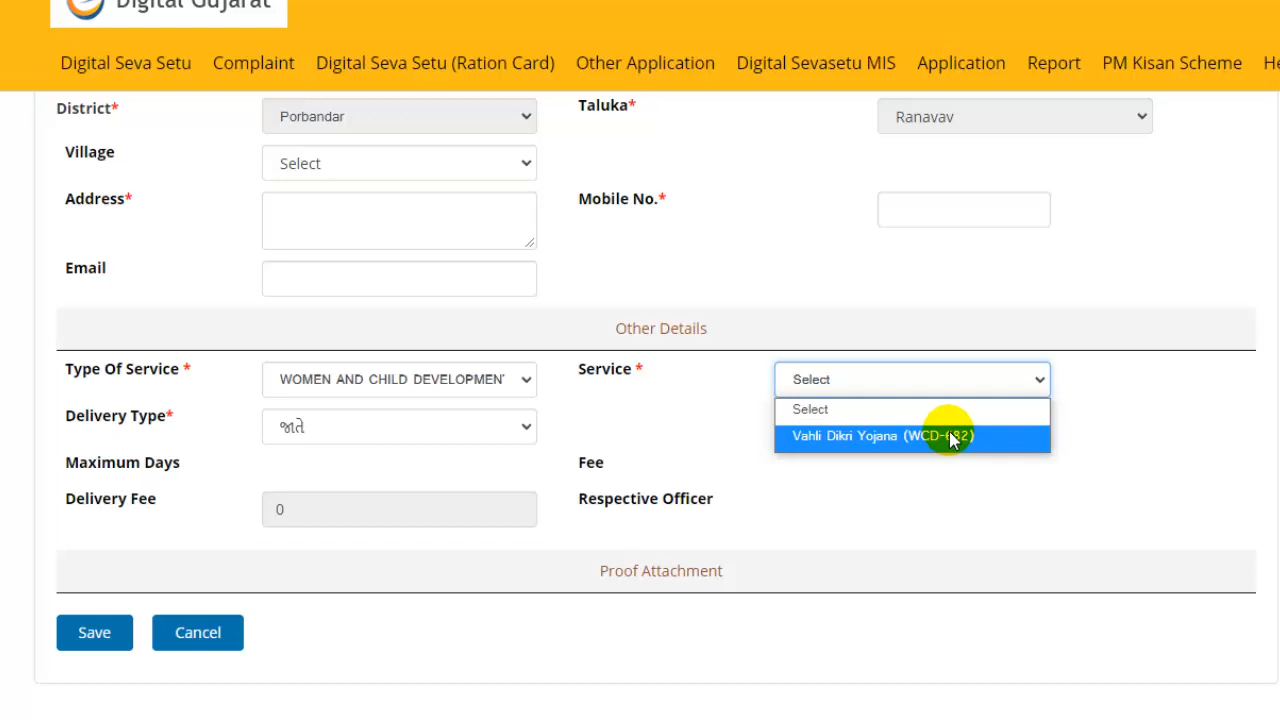 Digital Gujarat
Digital Seva Setu Complaint Digital Seva Setu (Ration Card) Other Application Digital Sevasetu MIS Application Report PM Kisan Scheme
District* Porbandar Taluka* Ranavav
Village Select
Address* Mobile No.*
Email
Other Details
Type Of Service * WOMEN AND CHILD DEVELOPMENT Service * Select
Select
Delivery Type* જાતે Vahli Dikri Yojana
Maximum Days Fee
Delivery Fee 0 Respective Officer
Proof Attachment
Save Cancel